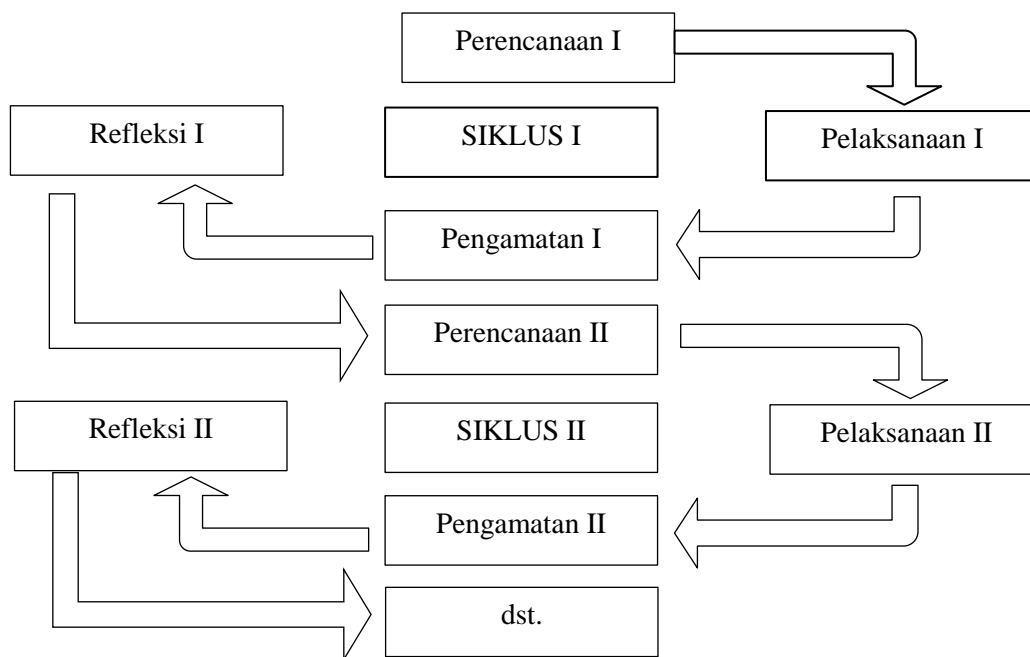 Perencanaan I
Refleksi I
SIKLUS I
Pelaksanaan I
Pengamatan I
Perencanaan II
Refleksi II
SIKLUS II
Pelaksanaan II
Pengamatan II
dst.